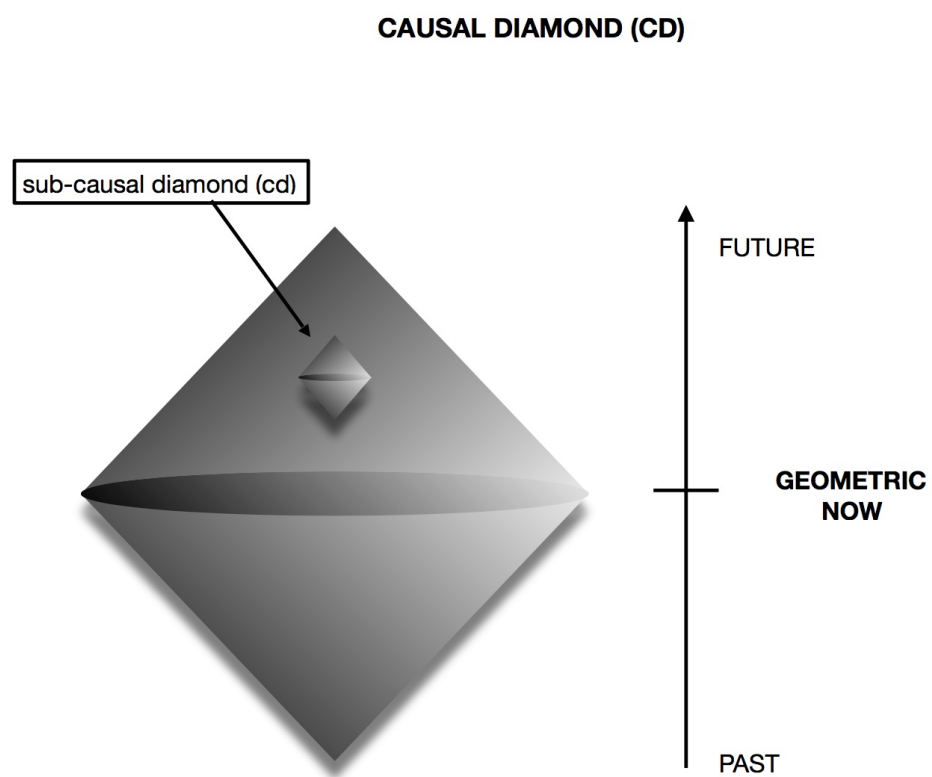 CAUSAL DIAMOND (CD)
sub-causal diamond (cd)
FUTURE
GEOMETRIC
NOW
PAST